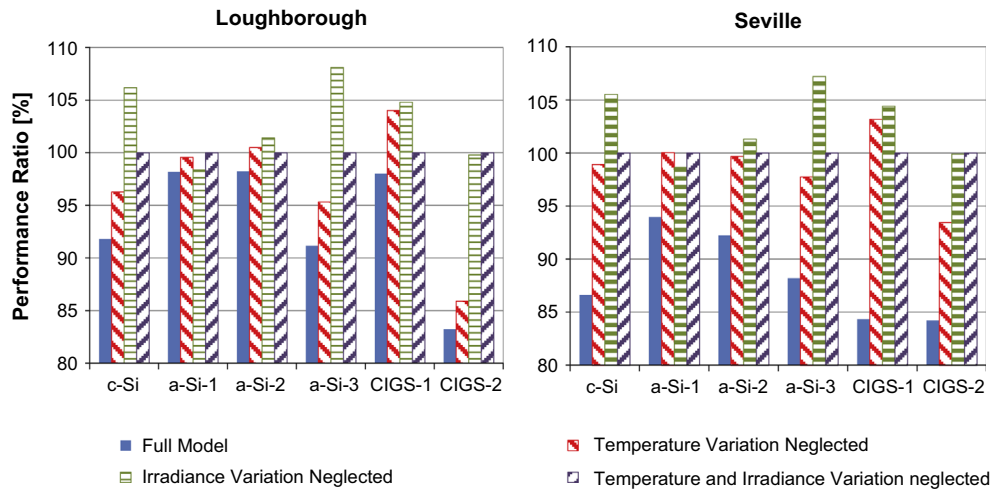 Loughborough
Performance Ratio [%]
110
105
100
95
90
85
80
c-Si a-Si-1 a-Si-2 a-Si-3 CIGS-1 CIGS-2
Seville
110
105
100
95
90
85
80
c-Si a-Si-1 a-Si-2 a-Si-3 CIGS-1 CIGS-2
Full Model
Temperature Variation Neglected
Irradiance Variation Neglected
Temperature and Irradiance Variation neglected